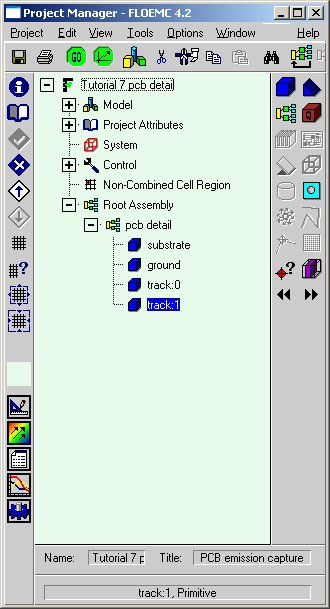 Project Manager - FLOEMC 4.2
Project Edit View Tools Options Window Help
GO
Tutorial 7 pcb detail
Model
Project Attributes
System
Control
Non-Combined Cell Region
Root Assembly
pcb detail
substrate
ground
track:0
track:1
Name: Tutorial 7 p Title: PCB emission capture
track:1, Primitive